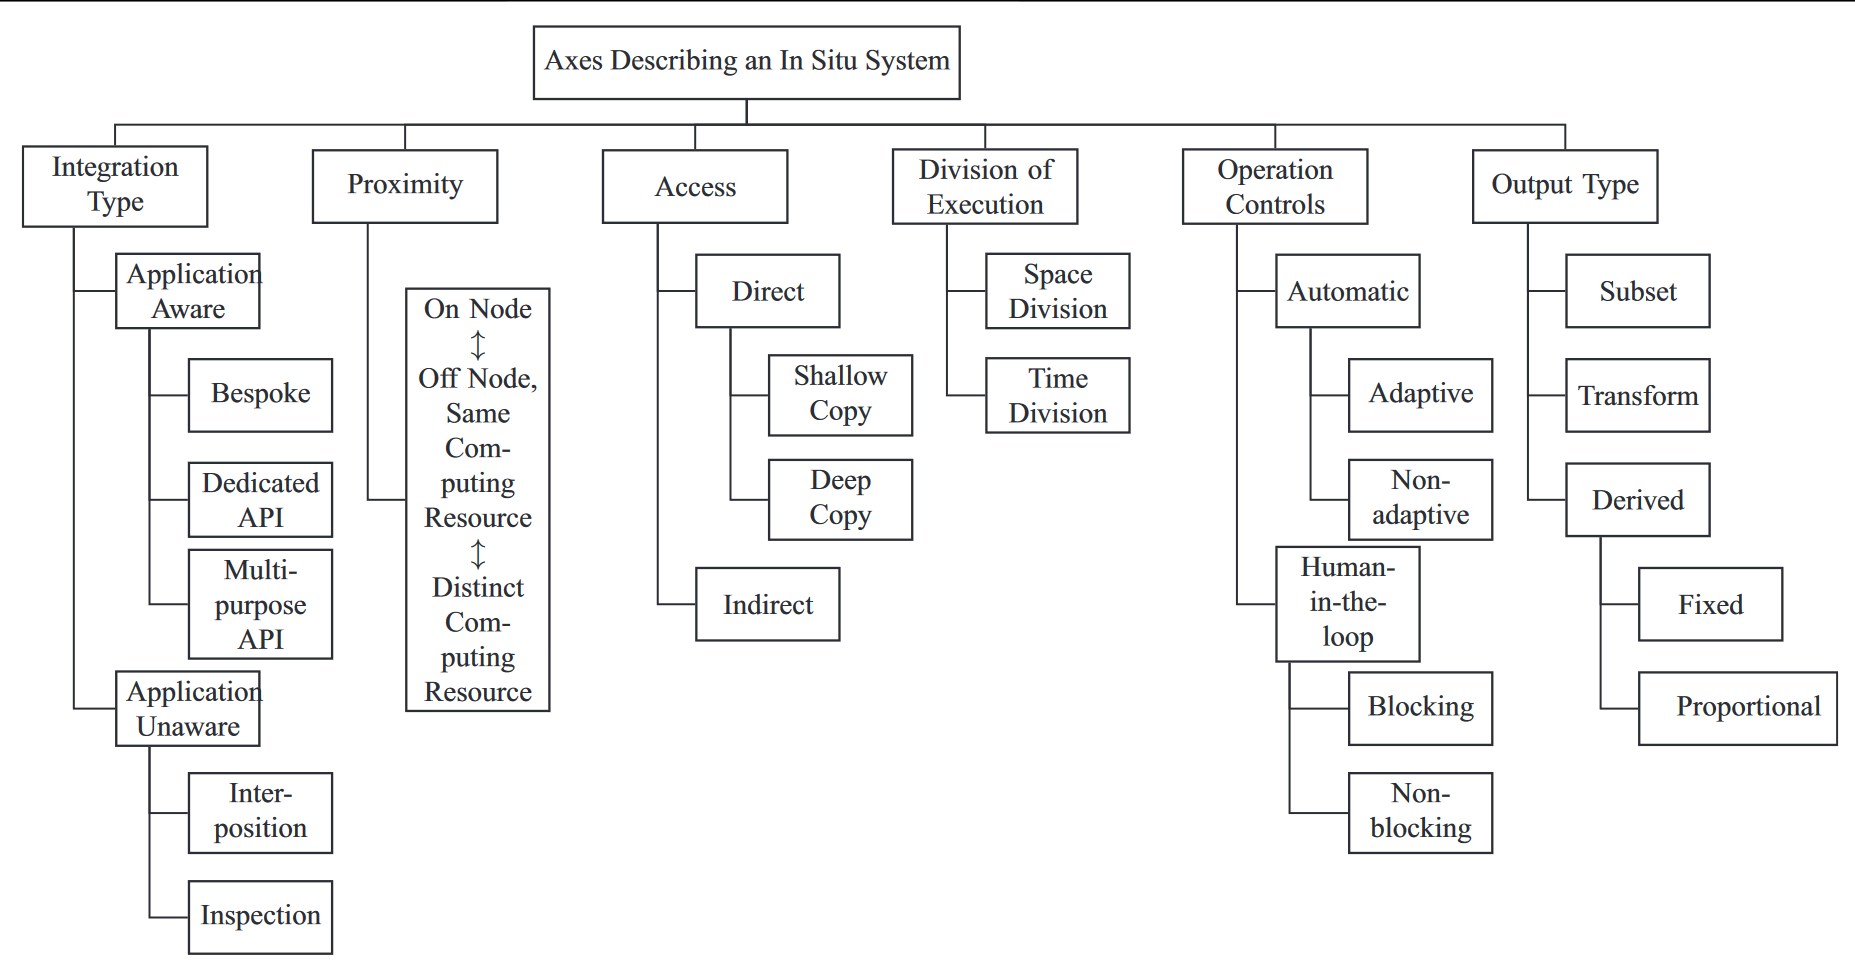 Axes Describing an In Situ System
Integration
Type
Application
Aware
Bespoke
Dedicated
API
Multi-
purpose
API
Application
Unaware
Inter-
position
Inspection
Proximity
On Node
↕
Off Node,
Same
Com-
puting
Resource
↕
Distinct
Com-
puting
Resource
Access
Direct
Shallow
Copy
Deep
Copy
Indirect
Division of
Execution
Space
Division
Time
Division
Operation
Controls
Automatic
Adaptive
Non-
adaptive
Human-
in-the-
loop
Blocking
Non-
blocking
Output Type
Subset
Transform
Derived
Fixed
Proportional